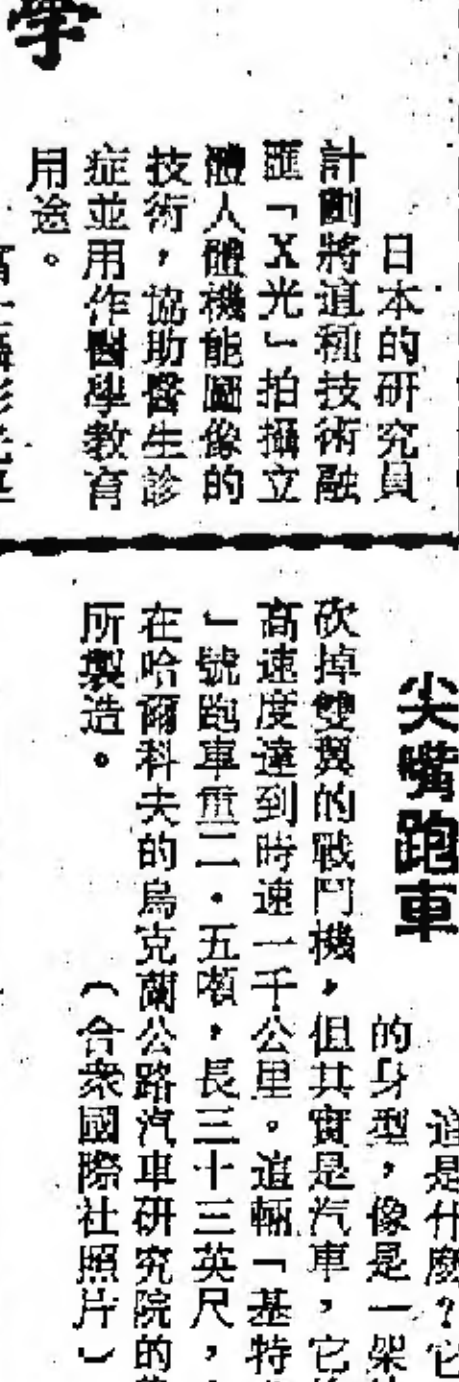 學
日本的研究員
計劃將這種技術融
匯「X光」拍攝立
體人體機能圖像的
技術，協助醫生診
症並用作醫學教育
用途。
尖嘴跑車
這是什麼？它
的身型，像是一架
砍掉雙翼的戰鬥機，但其實是汽車，它
高速度達到時速一千公里。這輛「基特
」號跑車重二．五噸，長三十三英尺，
在哈爾科夫的烏克蘭公路汽車研究院的
所製造。
（合衆國際社照片）